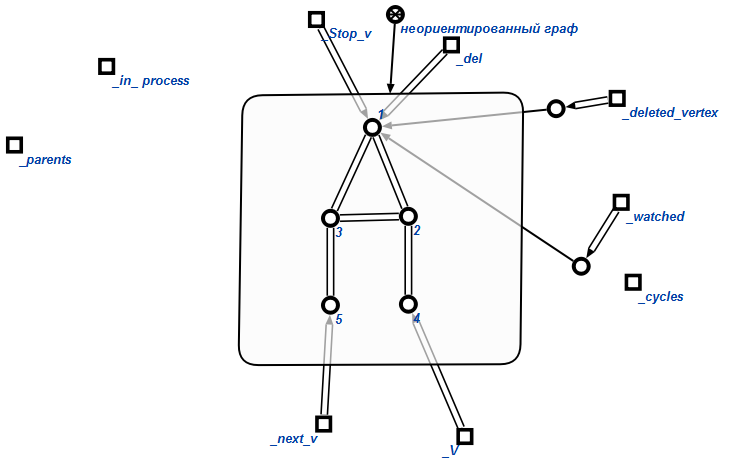 _Stop_v
неориентированный граф
_del
_in_ process
_deleted_vertex
1
_parents
_watched
3
2
_cycles
5
4
_next_v
_V